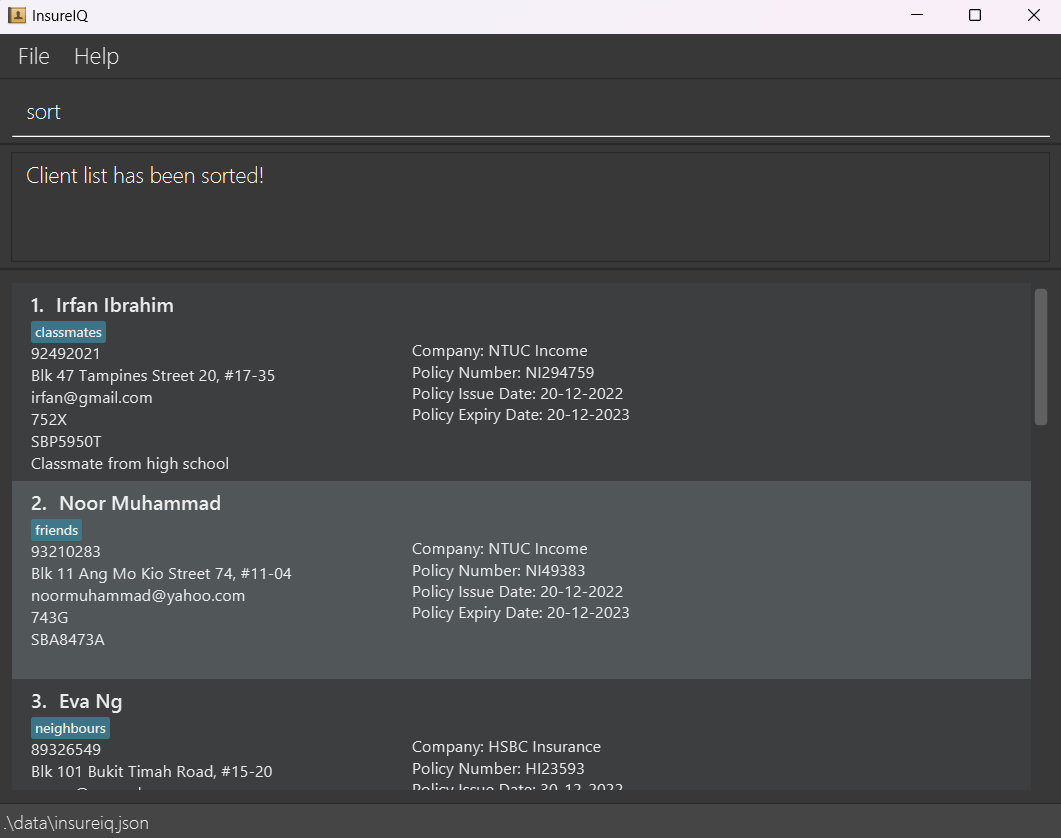 InsureIQ
File Help
sort
Client list has been sorted!
1. Irfan Ibrahim
classmates
92492021
Blk 47 Tampines Street 20, #17-35
irfan@gmail.com
752X
SBP5950T
Classmate from high school
Company: NTUC Income
Policy Number: NI294759
Policy Issue Date: 20-12-2022
Policy Expiry Date: 20-12-2023
2. Noor Muhammad
friends
93210283
Blk 11 Ang Mo Kio Street 74, #11-04
noormuhammad@yahoo.com
743G
SBA8473A
Company: NTUC Income
Policy Number: NI49383
Policy Issue Date: 20-12-2022
Policy Expiry Date: 20-12-2023
3. Eva Ng
neighbours
89326549
Blk 101 Bukit Timah Road, #15-20
Company: HSBC Insurance
Policy Number: HI23593
Policy Issue Date: 30-12-2022
.\data\insureiq.json